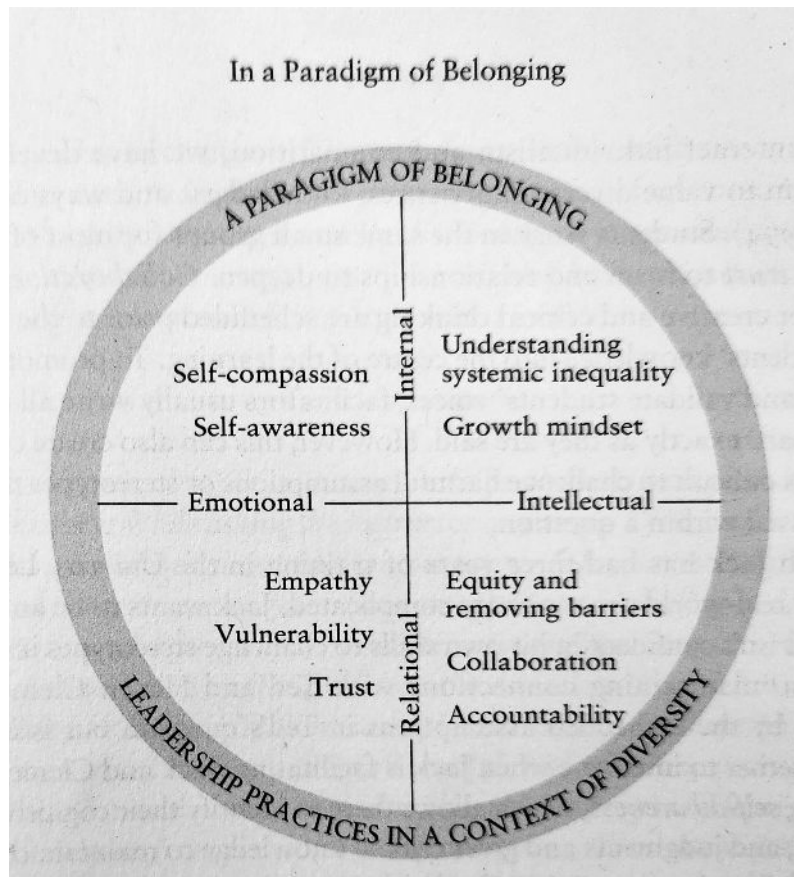 In a Paradigm of Belonging
A PARAGIGM OF BELONGING
Internal
Self-compassion
Self-awareness
Understanding
systemic inequality
Growth mindset
Emotional
Intellectual
Empathy
Vulnerability
Trust
Relational
Equity and
removing barriers
Collaboration
Accountability
LEADERSHIP PRACTICES IN A CONTEXT OF DIVERSITY